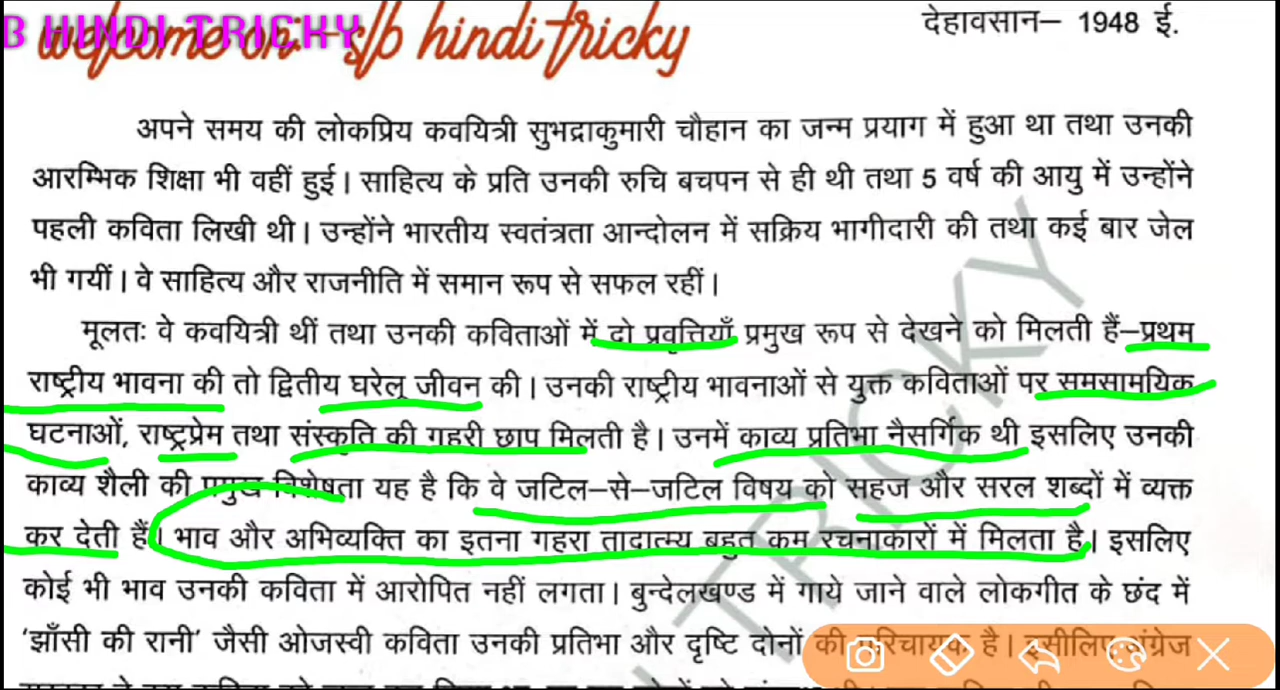 B HINDI TRICKY
welcome on:- s/b hindi tricky
देहावसान– 1948 ई.
अपने समय की लोकप्रिय कवयित्री सुभद्राकुमारी चौहान का जन्म प्रयाग में हुआ था तथा उनकी
आरम्भिक शिक्षा भी वहीं हुई। साहित्य के प्रति उनकी रुचि बचपन से ही थी तथा 5 वर्ष की आयु में उन्होंने
पहली कविता लिखी थी। उन्होंने भारतीय स्वतंत्रता आन्दोलन में सक्रिय भागीदारी की तथा कई बार जेल
भी गयीं। वे साहित्य और राजनीति में समान रूप से सफल रहीं।
मूलतः वे कवयित्री थीं तथा उनकी कविताओं में दो प्रवृत्तियाँ प्रमुख रूप से देखने को मिलती हैं–प्रथम
राष्ट्रीय भावना की तो द्वितीय घरेलू जीवन की। उनकी राष्ट्रीय भावनाओं से युक्त कविताओं पर समसामयिक
घटनाओं, राष्ट्रप्रेम तथा संस्कृति की गहरी छाप मिलती है। उनमें काव्य प्रतिभा नैसर्गिक थी इसलिए उनकी
काव्य शैली की प्रमुख विशेषता यह है कि वे जटिल–से–जटिल विषय को सहज और सरल शब्दों में व्यक्त
कर देती हैं। भाव और अभिव्यक्ति का इतना गहरा तादात्म्य बहुत कम रचनाकारों में मिलता है। इसलिए
कोई भी भाव उनकी कविता में आरोपित नहीं लगता। बुन्देलखण्ड में गाये जाने वाले लोकगीत के छंद में
'झाँसी की रानी' जैसी ओजस्वी कविता उनकी प्रतिभा और दृष्टि दोनों की परिचायक है। इसीलिए अंग्रेज
TRICKY